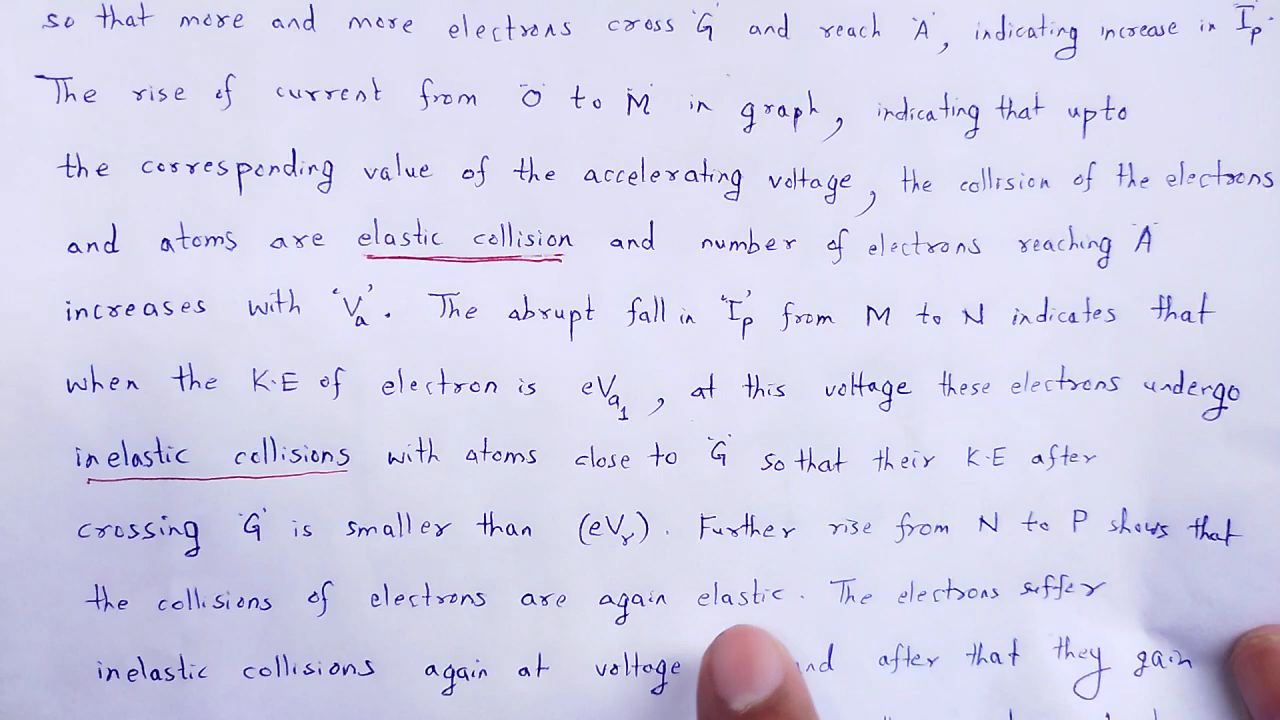 so that more and more electrons cross 'G' and reach 'A', indicating increase in Ip.
The rise of current from 'O' to 'M' in graph, indicating that upto
the corresponding value of the accelerating voltage, the collision of the electrons
and atoms are elastic collision and number of electrons reaching 'A'
increases with 'Va'. The abrupt fall in 'Ip' from M to N indicates that
when the K.E of electron is eVa1, at this voltage these electrons undergo
inelastic collisions with atoms close to 'G' so that their K.E after
crossing 'G' is smaller than (eVr). Further rise from N to P shows that
the collisions of electrons are again elastic. The electrons suffer
inelastic collisions again at voltage and after that they gain